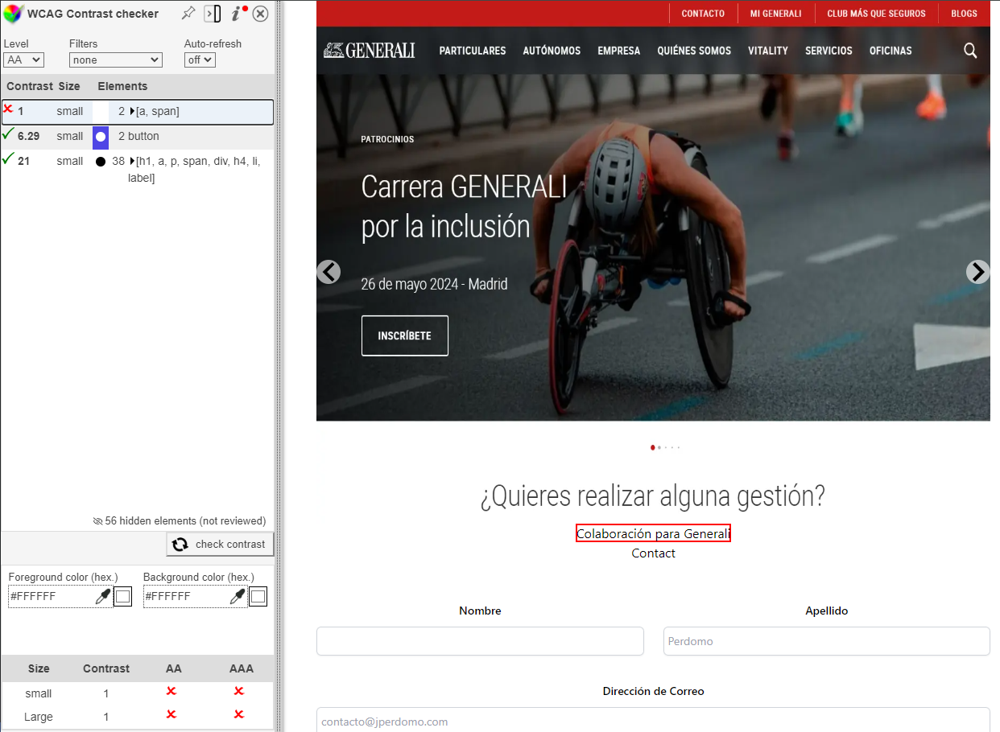 WCAG Contrast checker
Level
Filters
Auto-refresh
AA
none
off
Contrast Size Elements
1 small 2 [a, span]
6.29 small 2 button
21 small 38 [h1, a, p, span, div, h4, li,
label]
56 hidden elements (not reviewed)
check contrast
Foreground color (hex.)
Background color (hex.)
#FFFFFF
#FFFFFF
Size Contrast AA AAA
small 1
Large 1
CONTACTO MI GENERALI CLUB MÁS QUE SEGUROS BLOGS
GENERALI PARTICULARES AUTÓNOMOS EMPRESA QUIÉNES SOMOS VITALITY SERVICIOS OFICINAS
PATROCINIOS
Carrera GENERALI
por la inclusión
26 de mayo 2024 - Madrid
INSCRÍBETE
¿Quieres realizar alguna gestión?
Colaboración para Generali
Contact
Nombre
Apellido
Perdomo
Dirección de Correo
contacto@jperdomo.com